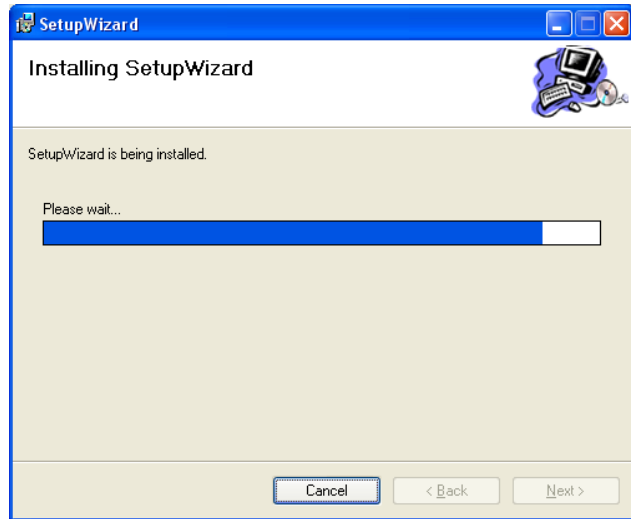 SetupWizard
Installing SetupWizard
SetupWizard is being installed.
Please wait...
Cancel
< Back
Next >